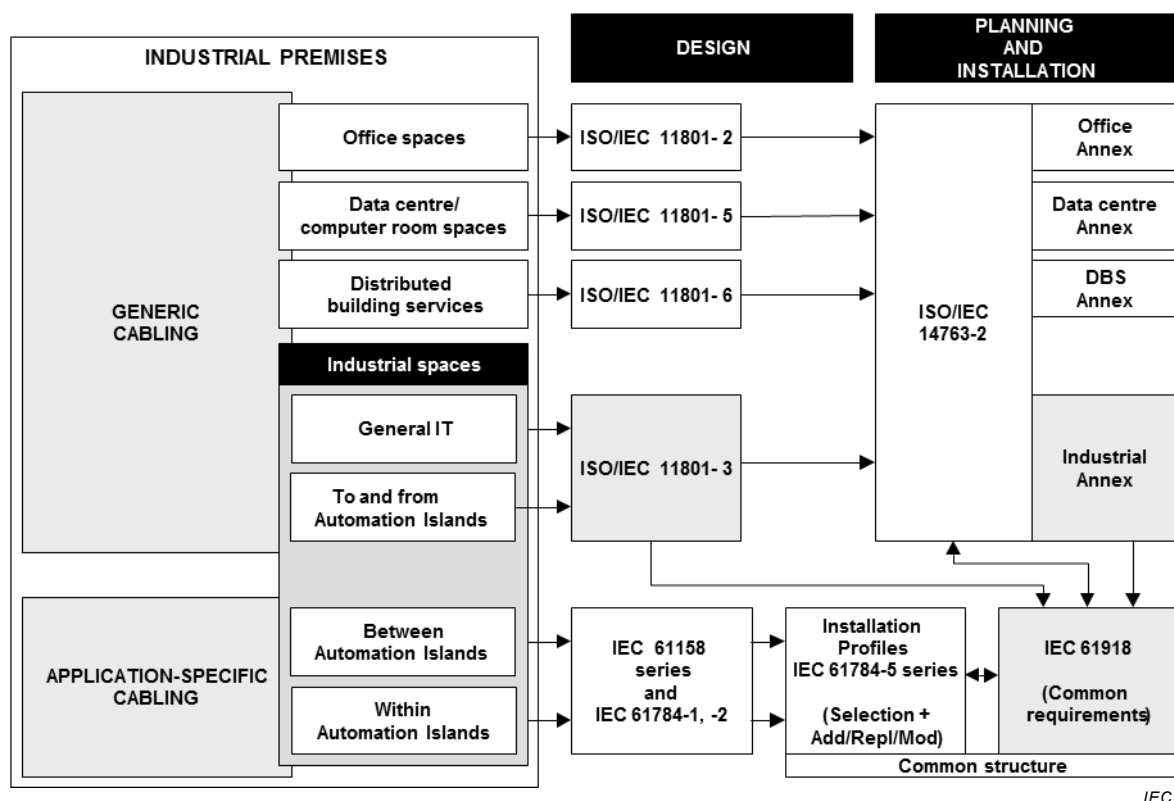 INDUSTRIAL PREMISES
DESIGN
PLANNING
AND
INSTALLATION
GENERIC
CABLING
Office spaces
ISO/IEC 11801- 2
Data centre/
computer room spaces
ISO/IEC 11801- 5
Distributed
building services
ISO/IEC 11801- 6
ISO/IEC
14763-2
Office
Annex
Data centre
Annex
DBS
Annex
Industrial spaces
General IT
To and from
Automation Islands
ISO/IEC 11801- 3
Industrial
Annex
APPLICATION-SPECIFIC
CABLING
Between
Automation Islands
Within
Automation Islands
IEC 61158
series
and
IEC 61784-1, -2
Installation
Profiles
IEC 61784-5 series
(Selection +
Add/Repl/Mod)
IEC 61918
(Common
requirements)
Common structure
IEC